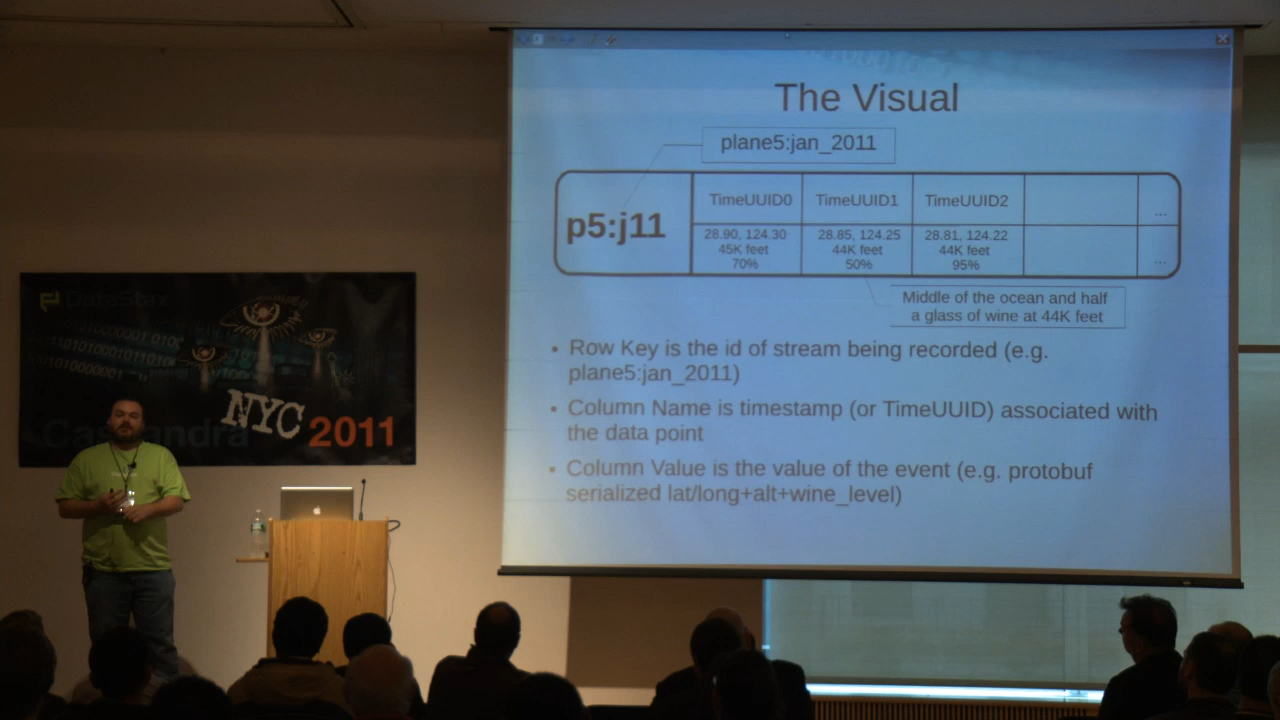 The Visual
plane5:jan_2011
p5:j11
TimeUUID0
TimeUUID1
TimeUUID2
...
28.90, 124.30
45K feet
70%
28.85, 124.25
44K feet
50%
28.81, 124.22
44K feet
95%
...
Middle of the ocean and half
a glass of wine at 44K feet
• Row Key is the id of stream being recorded (e.g.
plane5:jan_2011)
• Column Name is timestamp (or TimeUUID) associated with
the data point
• Column Value is the value of the event (e.g. protobuf
serialized lat/long+alt+wine_level)
DataStax
NYC
2011